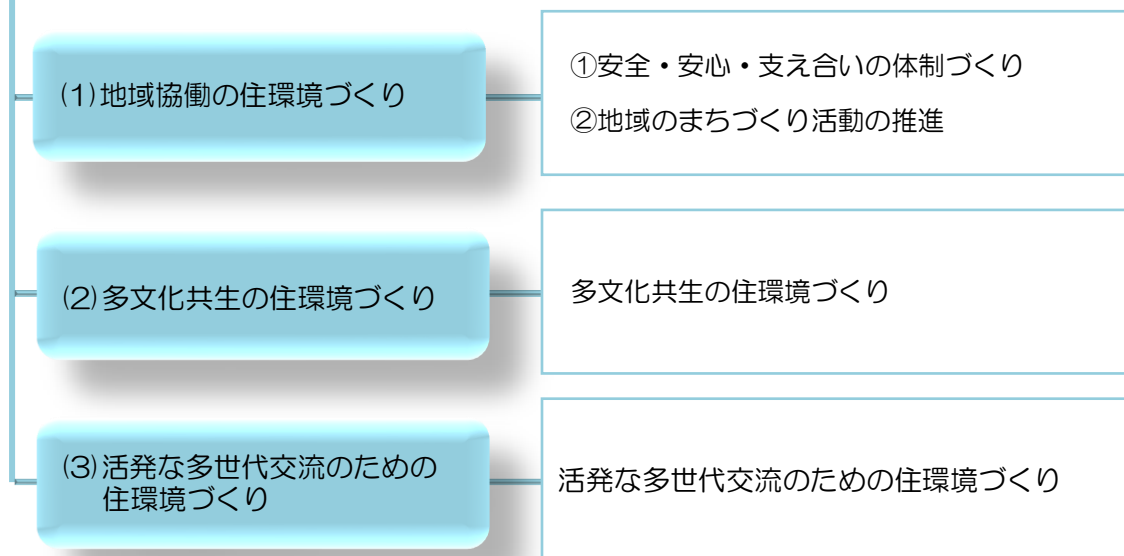 (1)地域協働の住環境づくり
①安全・安心・支え合いの体制づくり
②地域のまちづくり活動の推進
(2)多文化共生の住環境づくり
多文化共生の住環境づくり
(3)活発な多世代交流のための
住環境づくり
活発な多世代交流のための住環境づくり